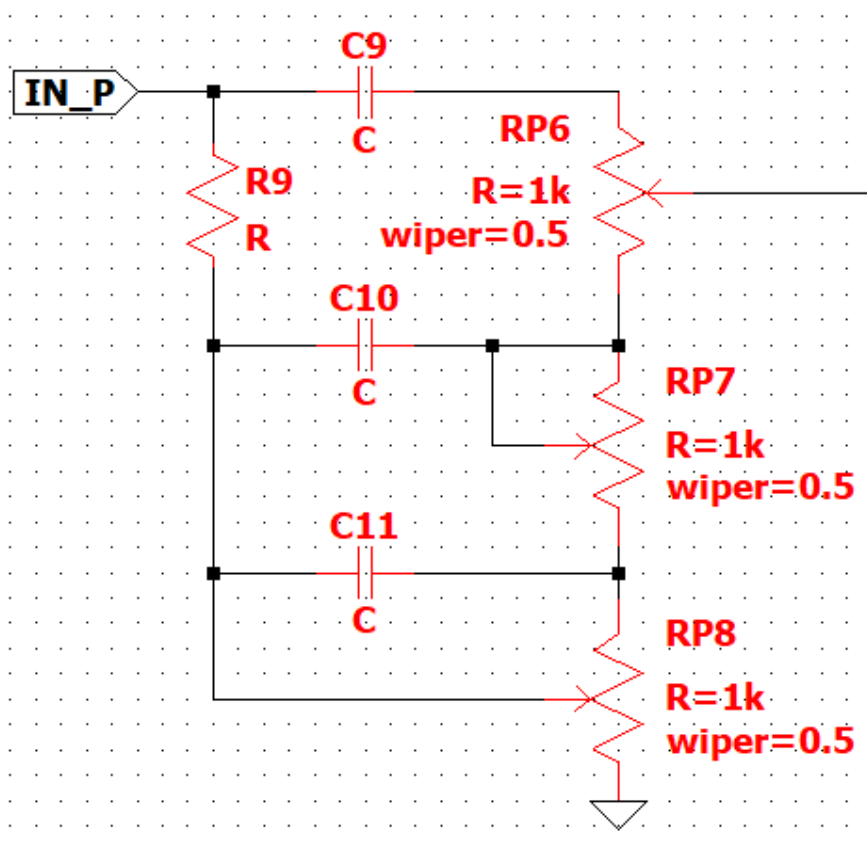 C9
IN_P
C
RP6
R9
R=1k
R
wiper=0.5
C10
C
RP7
R=1k
wiper=0.5
C11
C
RP8
R=1k
wiper=0.5